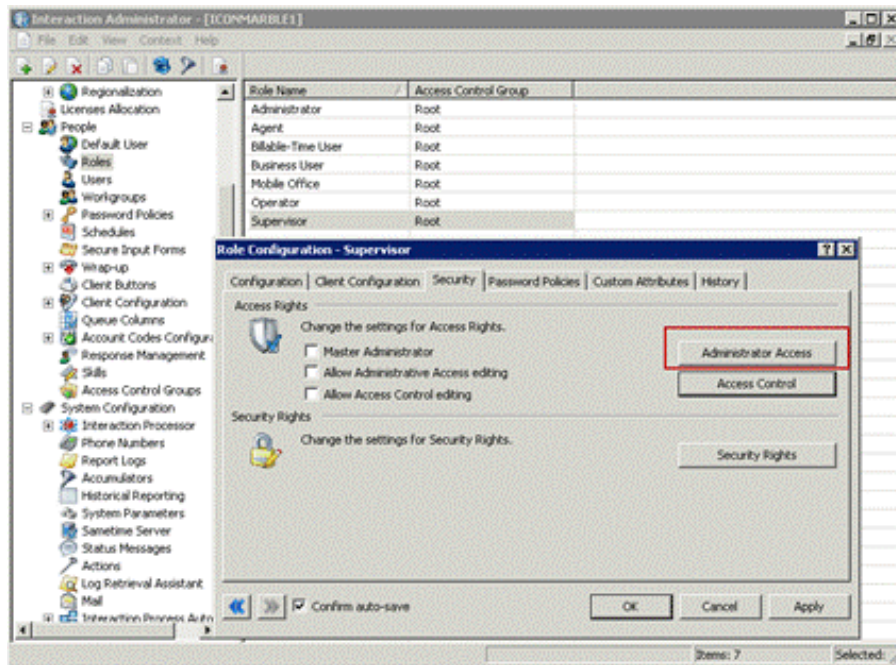 Interaction Administrator - [ICONMARBLE1]
File Edit View Context Help
Regionalization
Licenses Allocation
People
Default User
Roles
Users
Workgroups
Password Policies
Schedules
Secure Input Forms
Wrap-up
Client Buttons
Client Configuration
Queue Columns
Account Codes Configura
Response Management
Skills
Access Control Groups
System Configuration
Interaction Processor
Phone Numbers
Report Logs
Accumulators
Historical Reporting
System Parameters
Sametime Server
Status Messages
Actions
Log Retrieval Assistant
Mail
Interaction Process Auto
Role Name Access Control Group
Administrator Root
Agent Root
Billable-Time User Root
Business User Root
Mobile Office Root
Operator Root
Supervisor Root
Role Configuration - Supervisor
Configuration Client Configuration Security Password Policies Custom Attributes History
Access Rights
Change the settings for Access Rights.
Master Administrator
Allow Administrative Access editing
Allow Access Control editing
Administrator Access
Access Control
Security Rights
Change the settings for Security Rights.
Security Rights
Confirm auto-save
OK Cancel Apply
Items: 7 Selected: